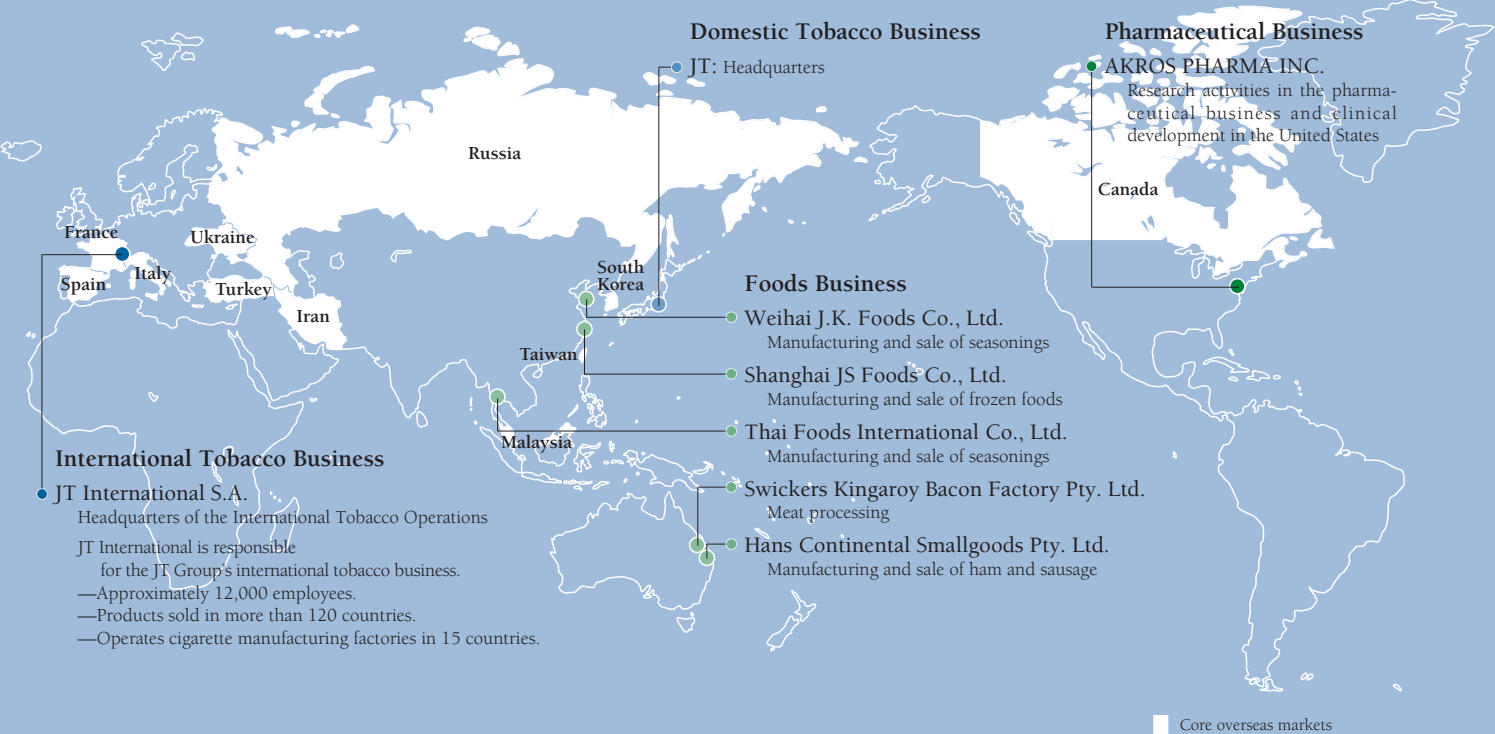 Domestic Tobacco Business
JT: Headquarters
Pharmaceutical Business
AKROS PHARMA INC.
Research activities in the pharma-
ceutical business and clinical
development in the United States
Russia
Canada
France
Ukraine
Spain
Italy
Turkey
Iran
South
Korea
Taiwan
Malaysia
Foods Business
Weihai J.K. Foods Co., Ltd.
Manufacturing and sale of seasonings
Shanghai JS Foods Co., Ltd.
Manufacturing and sale of frozen foods
Thai Foods International Co., Ltd.
Manufacturing and sale of seasonings
Swickers Kingaroy Bacon Factory Pty. Ltd.
Meat processing
Hans Continental Smallgoods Pty. Ltd.
Manufacturing and sale of ham and sausage
International Tobacco Business
JT International S.A.
Headquarters of the International Tobacco Operations
JT International is responsible
for the JT Group's international tobacco business.
—Approximately 12,000 employees.
—Products sold in more than 120 countries.
—Operates cigarette manufacturing factories in 15 countries.
Core overseas markets